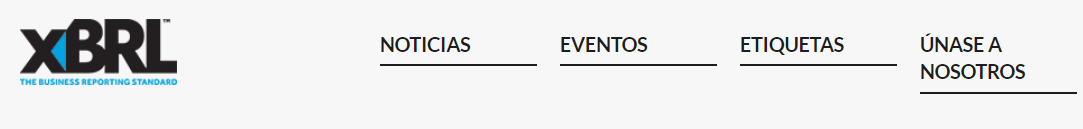 XBRL™
THE BUSINESS REPORTING STANDARD
NOTICIAS
EVENTOS
ETIQUETAS
ÚNASE A
NOSOTROS